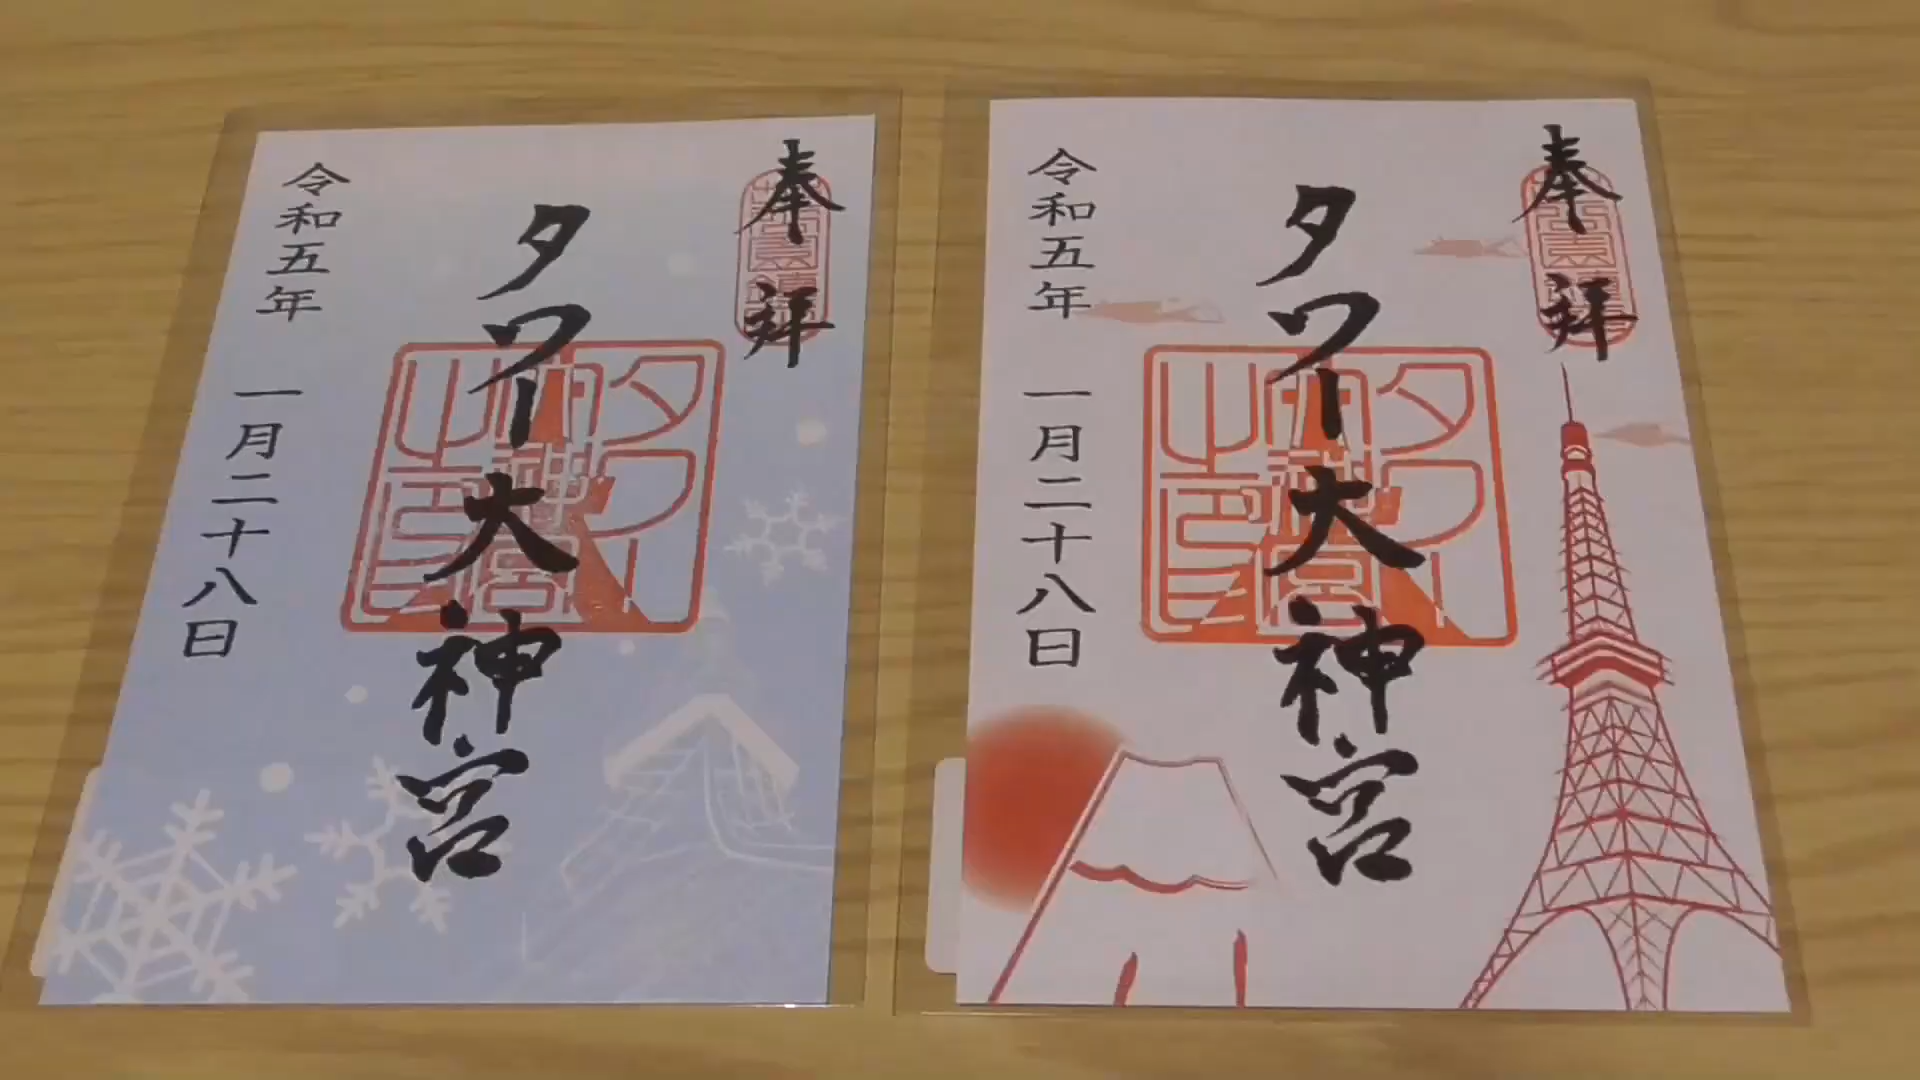 奉拝
タワー大神宮
令和五年 一月二十八日
奉拝
タワー大神宮
令和五年 一月二十八日